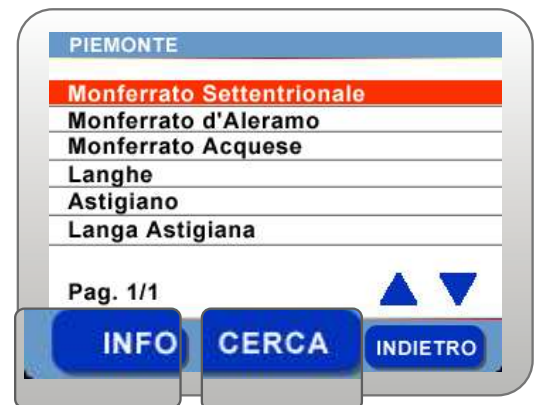 PIEMONTE
Monferrato Settentrionale
Monferrato d'Aleramo
Monferrato Acquese
Langhe
Astigiano
Langa Astigiana
Pag. 1/1
INFO CERCA INDIETRO